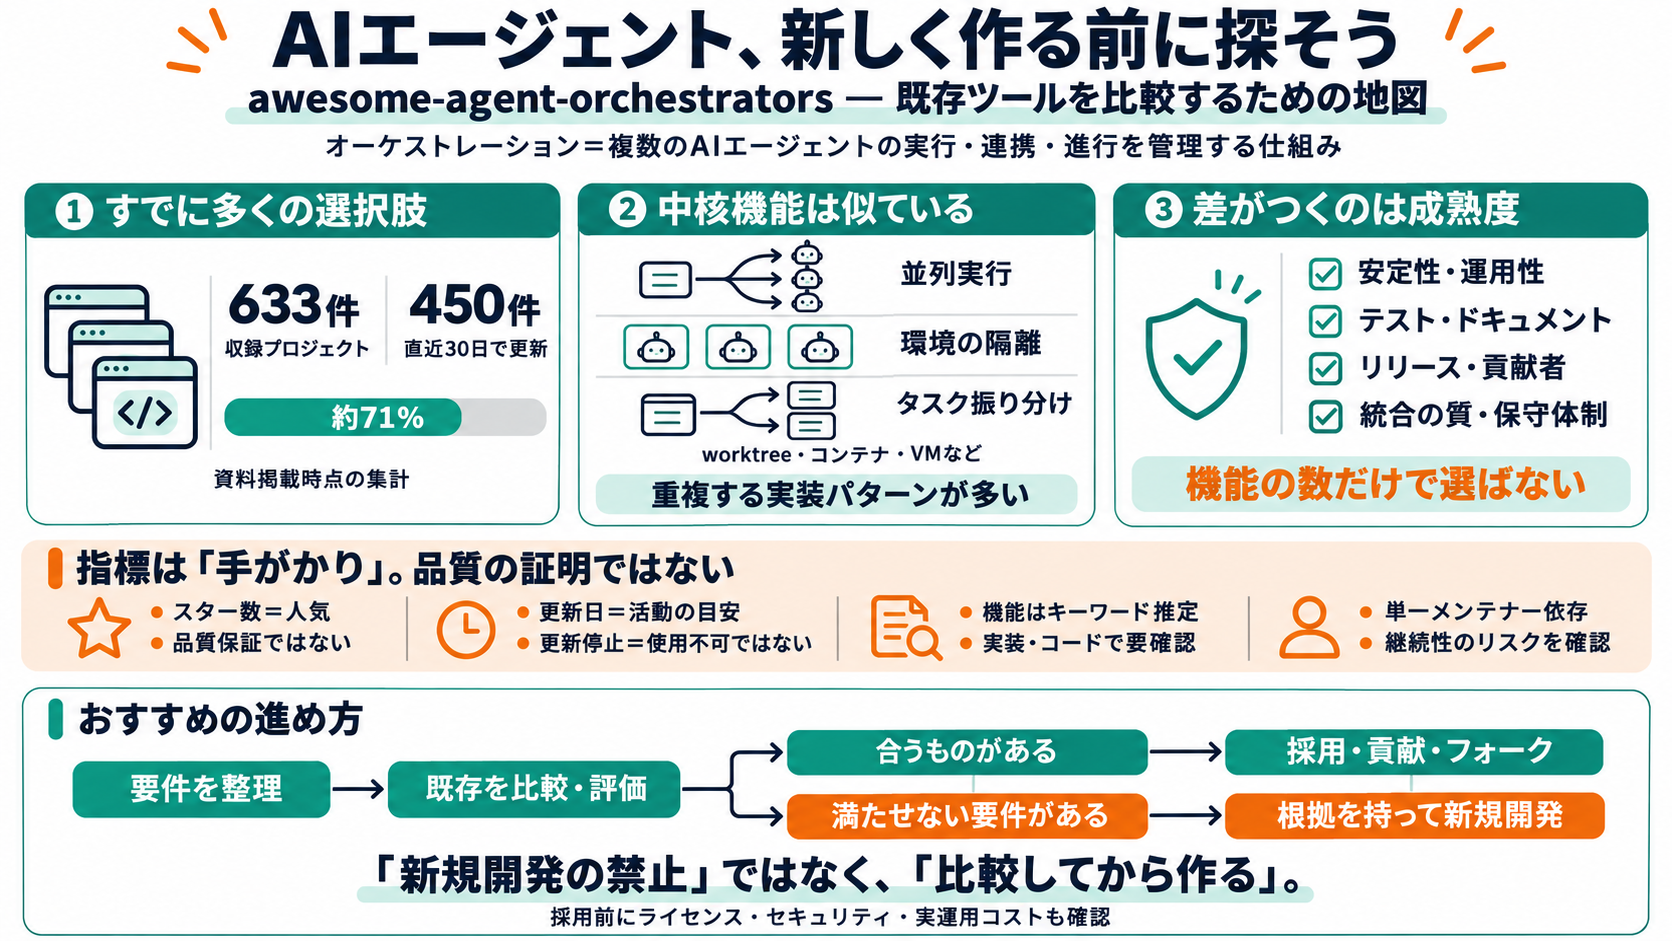 AIエージェント、新しく作る前に探そう
awesome-agent-orchestrators — 既存ツールを比較するための地図
オーケストレーション＝複数のAIエージェントの実行・連携・進行を管理する仕組み
1 すでに多くの選択肢
633件
収録プロジェクト
450件
直近30日で更新
</>
約71%
資料掲載時点の集計
2 中核機能は似ている
並列実行
環境の隔離
タスク振り分け
worktree・コンテナ・VMなど
重複する実装パターンが多い
3 差がつくのは成熟度
安定性・運用性
テスト・ドキュメント
リリース・貢献者
統合の質・保守体制
機能の数だけで選ばない
指標は「手がかり」。品質の証明ではない
● スター数＝人気
● 品質保証ではない
● 更新日＝活動の目安
● 更新停止＝使用不可ではない
● 機能はキーワード推定
● 実装・コードで要確認
● 単一メンテナー依存
● 継続性のリスクを確認
おすすめの進め方
要件を整理
既存を比較・評価
合うものがある
採用・貢献・フォーク
満たせない要件がある
根拠を持って新規開発
「新規開発の禁止」ではなく、「比較してから作る」。
採用前にライセンス・セキュリティ・実運用コストも確認